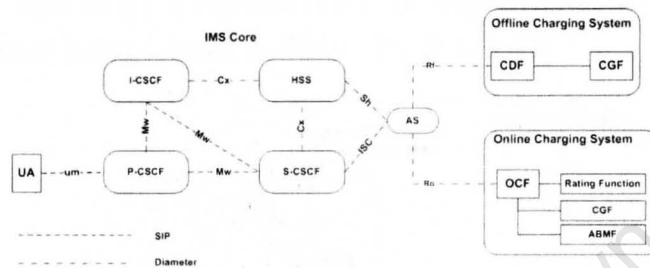 IMS Core
Offline Charging System
I-CSCF
Cx
HSS
Rf
CDF
CGF
Mw
Mw
Cx
Sh
AS
ISC
Online Charging System
UA
um
P-CSCF
Mw
S-CSCF
Ro
OCF
Rating Function
CGF
ABMF
SIP
Diameter